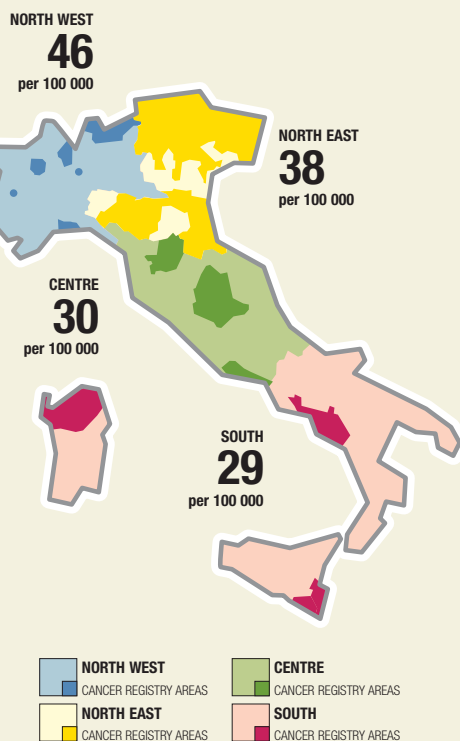 NORTH WEST
46
per 100 000
NORTH EAST
38
per 100 000
CENTRE
30
per 100 000
SOUTH
29
per 100 000
NORTH WEST
CANCER REGISTRY AREAS
CENTRE
CANCER REGISTRY AREAS
NORTH EAST
CANCER REGISTRY AREAS
SOUTH
CANCER REGISTRY AREAS